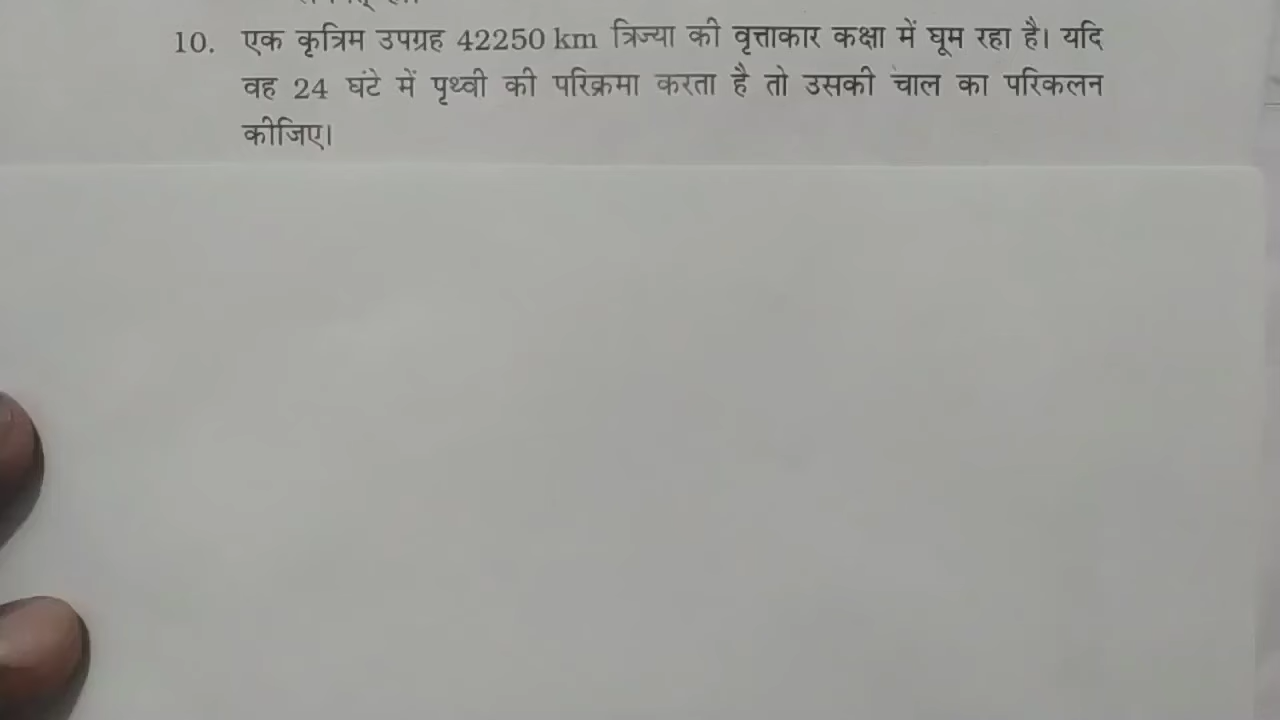 10. एक कृत्रिम उपग्रह 42250 km त्रिज्या की वृत्ताकार कक्षा में घूम रहा है। यदि
वह 24 घंटे में पृथ्वी की परिक्रमा करता है तो उसकी चाल का परिकलन
कीजिए।